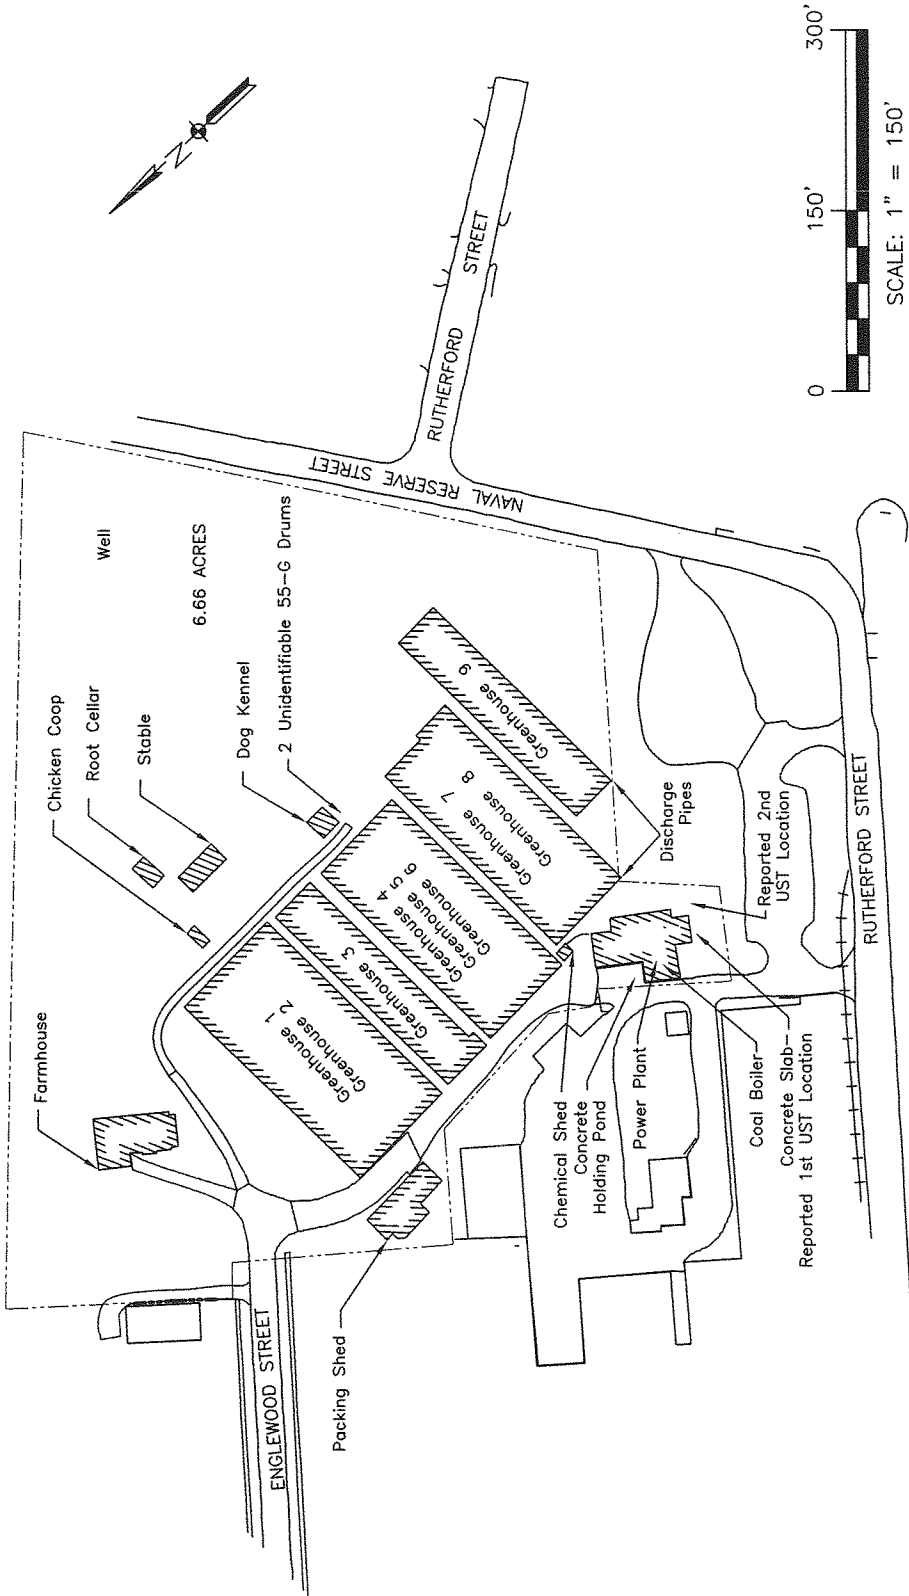 Farmhouse
Chicken Coop
Root Cellar
Stable
Well
6.66 ACRES
Dog Kennel
2 Unidentifiable 55-G Drums
N
ENGLEWOOD STREET
Packing Shed
Greenhouse 1
Greenhouse 2
Greenhouse 3
Greenhouse 4
Greenhouse 5
Greenhouse 6
Greenhouse 7
Greenhouse 8
Greenhouse 9
NAVAL RESERVE STREET
RUTHERFORD STREET
Discharge
Pipes
Chemical Shed
Concrete
Holding Pond
Power Plant
Coal Boiler
Concrete Slab
Reported 1st UST Location
Reported 2nd
UST Location
RUTHERFORD STREET
0
150'
300'
SCALE: 1" = 150'